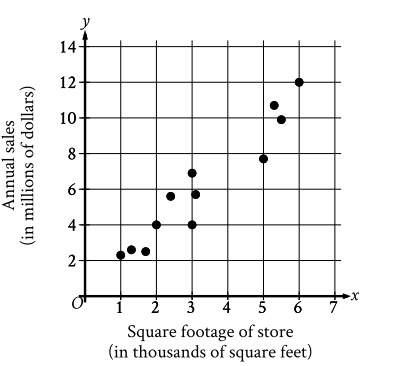 y
14
12
10
8
6
4
2
O
1 2 3 4 5 6 7
x
Annual sales
(in millions of dollars)
Square footage of store
(in thousands of square feet)